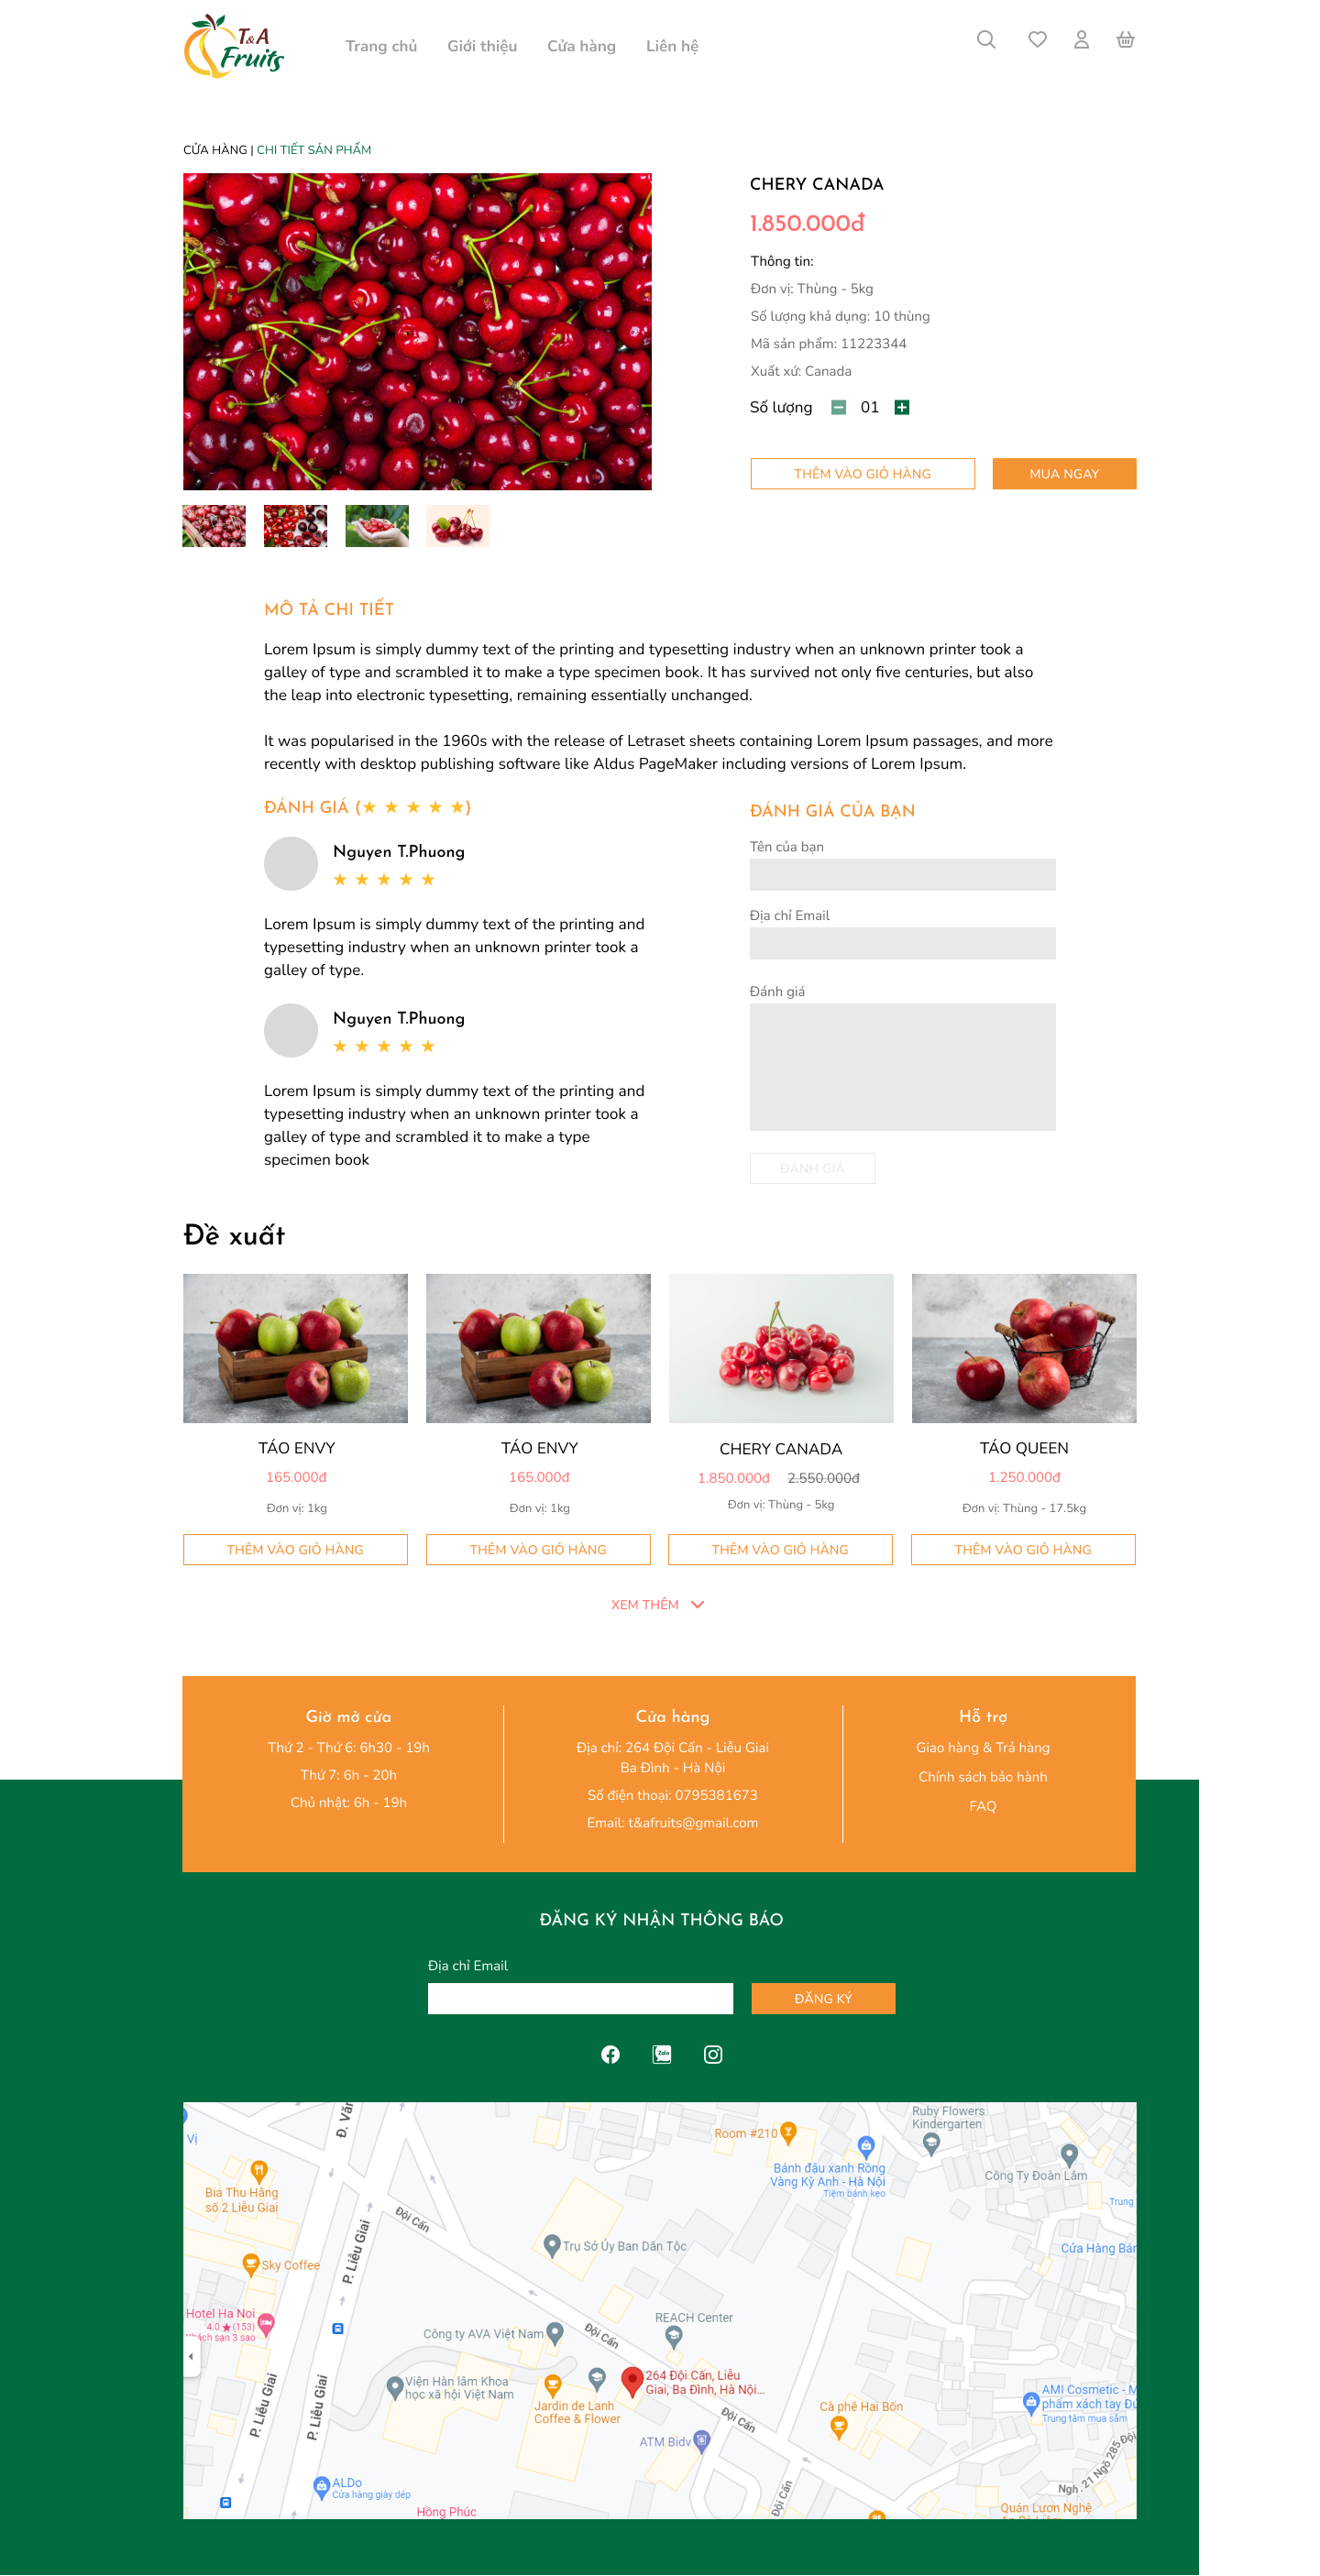 T&A
Fruits
Trang chủ
Giới thiệu
Cửa hàng
Liên hệ
CỬA HÀNG | CHI TIẾT SẢN PHẨM
CHERY CANADA
1.850.000đ
Thông tin:
Đơn vị: Thùng - 5kg
Số lượng khả dụng: 10 thùng
Mã sản phẩm: 11223344
Xuất xứ: Canada
Số lượng
01
THÊM VÀO GIỎ HÀNG
MUA NGAY
MÔ TẢ CHI TIẾT
Lorem Ipsum is simply dummy text of the printing and typesetting industry when an unknown printer took a
galley of type and scrambled it to make a type specimen book. It has survived not only five centuries, but also
the leap into electronic typesetting, remaining essentially unchanged.
It was popularised in the 1960s with the release of Letraset sheets containing Lorem Ipsum passages, and more
recently with desktop publishing software like Aldus PageMaker including versions of Lorem Ipsum.
ĐÁNH GIÁ (★ ★ ★ ★ ★)
Nguyen T.Phuong
★ ★ ★ ★ ★
Lorem Ipsum is simply dummy text of the printing and
typesetting industry when an unknown printer took a
galley of type.
Nguyen T.Phuong
★ ★ ★ ★ ★
Lorem Ipsum is simply dummy text of the printing and
typesetting industry when an unknown printer took a
galley of type and scrambled it to make a type
specimen book
ĐÁNH GIÁ CỦA BẠN
Tên của bạn
Địa chỉ Email
Đánh giá
ĐÁNH GIÁ
Đề xuất
TÁO ENVY
165.000đ
Đơn vị: 1kg
THÊM VÀO GIỎ HÀNG
TÁO ENVY
165.000đ
Đơn vị: 1kg
THÊM VÀO GIỎ HÀNG
CHERY CANADA
1.850.000đ 2.550.000đ
Đơn vị: Thùng - 5kg
THÊM VÀO GIỎ HÀNG
TÁO QUEEN
1.250.000đ
Đơn vị: Thùng - 17.5kg
THÊM VÀO GIỎ HÀNG
XEM THÊM
Giờ mở cửa
Thứ 2 - Thứ 6: 6h30 - 19h
Thứ 7: 6h - 20h
Chủ nhật: 6h - 19h
Cửa hàng
Địa chỉ: 264 Đội Cấn - Liễu Giai
Ba Đình - Hà Nội
Số điện thoại: 0795381673
Email: t&afruits@gmail.com
Hỗ trợ
Giao hàng & Trả hàng
Chính sách bảo hành
FAQ
ĐĂNG KÝ NHẬN THÔNG BÁO
Địa chỉ Email
ĐĂNG KÝ
Zalo
Đ. Văn
Vị
Bia Thu Hằng
số 2 Liễu Giai
P. Liễu Giai
Đội Cấn
Sky Coffee
Hotel Ha Noi
4.0 ★ (153)
Khách sạn 3 sao
Room #210
Ruby Flowers
Kindergarten
Bánh đậu xanh Rồng
Vàng Kỳ Anh - Hà Nội
Tiệm bánh kẹo
Công Ty Đoàn Lâm
Trung
Cửa Hàng Bán
Trụ Sở Ủy Ban Dân Tộc
REACH Center
Công ty AVA Việt Nam
Đội Cấn
Viện Hàn lâm Khoa
học xã hội Việt Nam
264 Đội Cấn, Liễu
Giai, Ba Đình, Hà Nội...
Jardin de Lanh
Coffee & Flower
Cà phê Hai Bốn
AMI Cosmetic - M
phẩm xách tay Đứ
Trung tâm mua sắm
P. Liễu Giai
P. Liễu Giai
Đội Cấn
ATM Bidv
ALDo
Cửa hàng giày dép
Hồng Phúc
Đội Cấn
Ngh. 21 Ngõ 285 Đội
Quán Lươn Nghệ